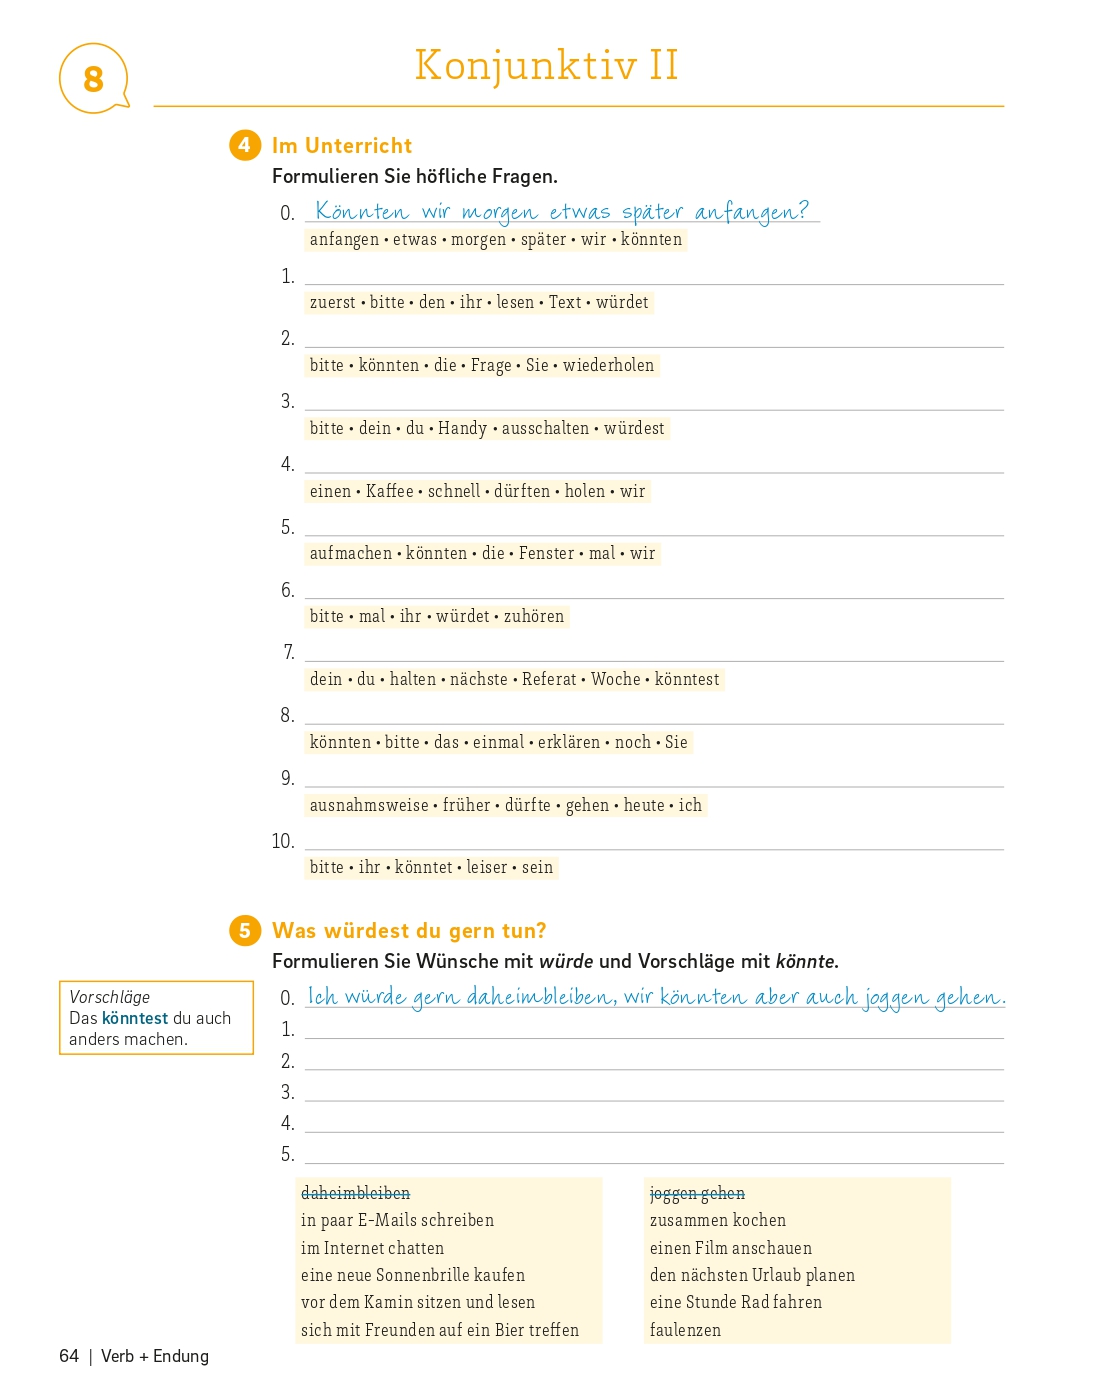 8
Konjunktiv II
4 Im Unterricht
Formulieren Sie höfliche Fragen.
0. Könnten wir morgen etwas später anfangen?
anfangen • etwas • morgen • später • wir • könnten
1.
zuerst • bitte • den • ihr • lesen • Text • würdet
2.
bitte • könnten • die • Frage • Sie • wiederholen
3.
bitte • dein • du • Handy • ausschalten • würdest
4.
einen • Kaffee • schnell • dürften • holen • wir
5.
aufmachen • könnten • die • Fenster • mal • wir
6.
bitte • mal • ihr • würdet • zuhören
7.
dein • du • halten • nächste • Referat • Woche • könntest
8.
könnten • bitte • das • einmal • erklären • noch • Sie
9.
ausnahmsweise • früher • dürfte • gehen • heute • ich
10.
bitte • ihr • könntet • leiser • sein
5 Was würdest du gern tun?
Formulieren Sie Wünsche mit würde und Vorschläge mit könnte.
Vorschläge
Das könntest du auch
anders machen.
0. Ich würde gern daheimbleiben, wir könnten aber auch joggen gehen.
1.
2.
3.
4.
5.
daheimbleiben
in paar E-Mails schreiben
im Internet chatten
eine neue Sonnenbrille kaufen
vor dem Kamin sitzen und lesen
sich mit Freunden auf ein Bier treffen
joggen gehen
zusammen kochen
einen Film anschauen
den nächsten Urlaub planen
eine Stunde Rad fahren
faulenzen
64 | Verb + Endung